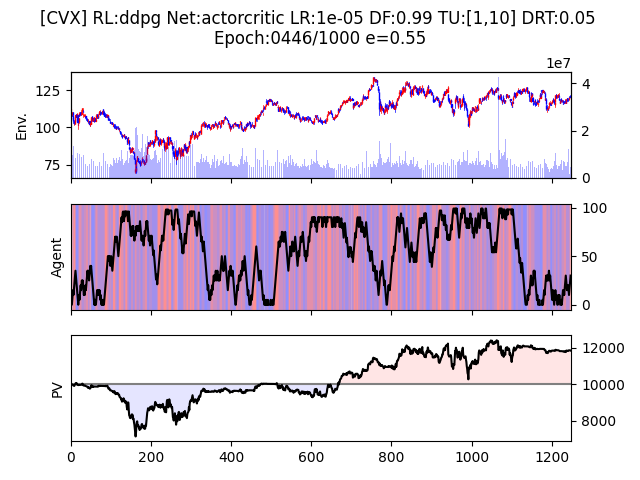 [CVX] RL:ddpg Net:actorcritic LR:1e-05 DF:0.99 TU:[1,10] DRT:0.05
Epoch:0446/1000 e=0.55
1e7
Env.
125
100
75
4
2
0
Agent
100
50
0
PV
12000
10000
8000
0 200 400 600 800 1000 1200